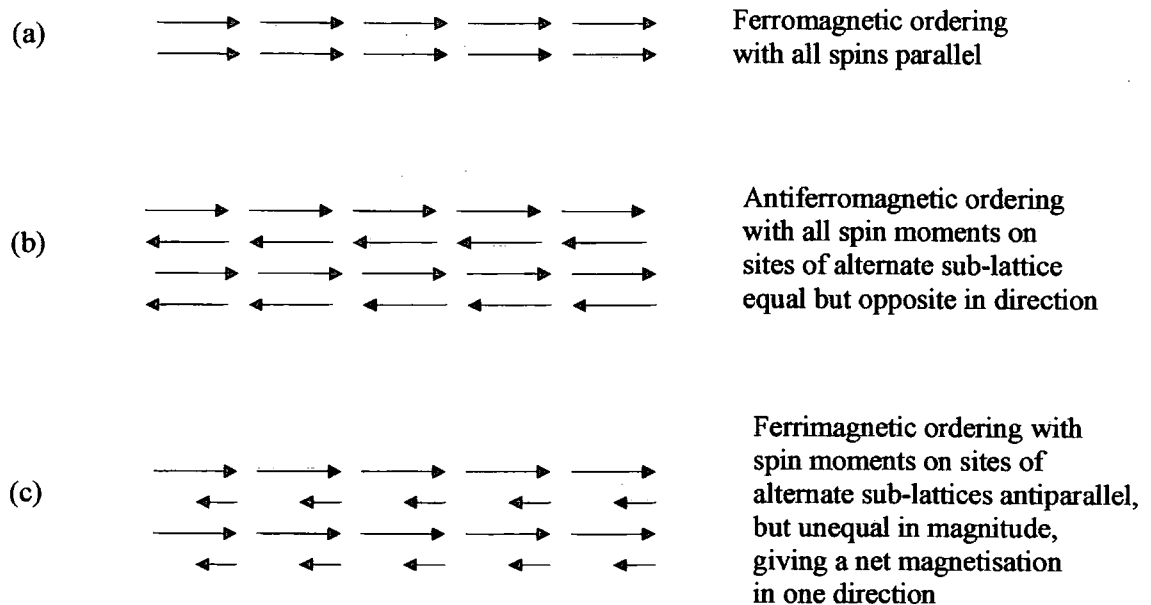 (a)
Ferromagnetic ordering
with all spins parallel
(b)
Antiferromagnetic ordering
with all spin moments on
sites of alternate sub-lattice
equal but opposite in direction
(c)
Ferrimagnetic ordering with
spin moments on sites of
alternate sub-lattices antiparallel,
but unequal in magnitude,
giving a net magnetisation
in one direction